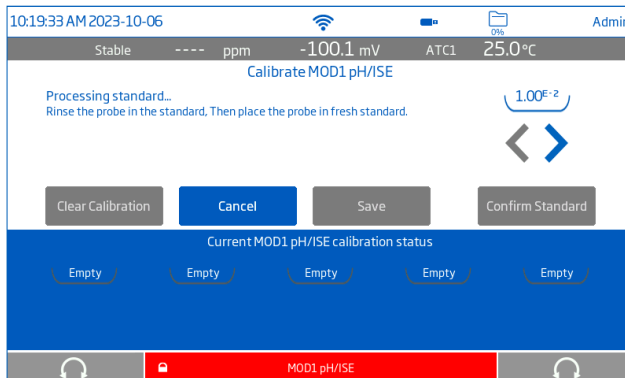 10:19:33 AM 2023-10-06 0% Admin
Stable ---- ppm -100.1 mV ATC1 25.0°C
Calibrate MOD1 pH/ISE
Processing standard...
Rinse the probe in the standard, Then place the probe in fresh standard.
1.00E-2
Clear Calibration Cancel Save Confirm Standard
Current MOD1 pH/ISE calibration status
Empty Empty Empty Empty Empty
MOD1 pH/ISE